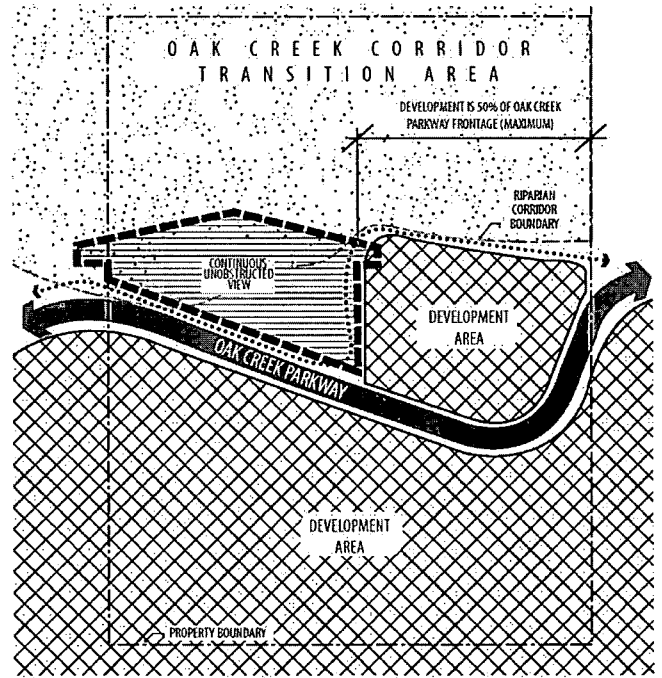 OAK CREEK CORRIDOR
TRANSITION AREA
DEVELOPMENT IS 50% OF OAK CREEK
PARKWAY FRONTAGE (MAXIMUM)
RIPARIAN
CORRIDOR
BOUNDARY
CONTINUOUS
UNOBSTRUCTED
VIEW
DEVELOPMENT
AREA
OAK CREEK PARKWAY
DEVELOPMENT
AREA
PROPERTY BOUNDARY